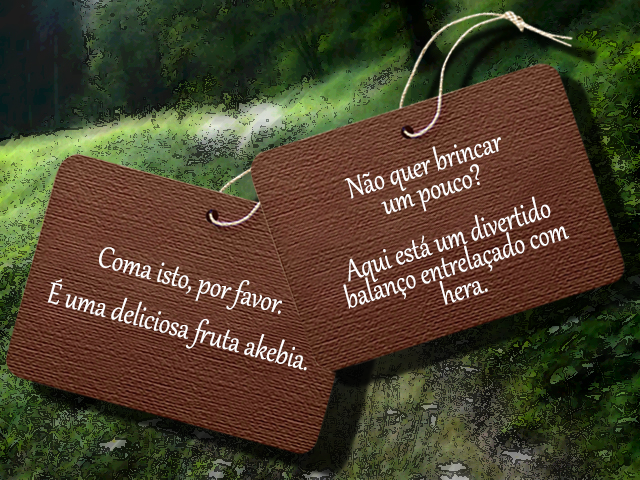 Coma isto, por favor.
É uma deliciosa fruta akebia.
Não quer brincar
um pouco?
Aqui está um divertido
balanço entrelaçado com
hera.